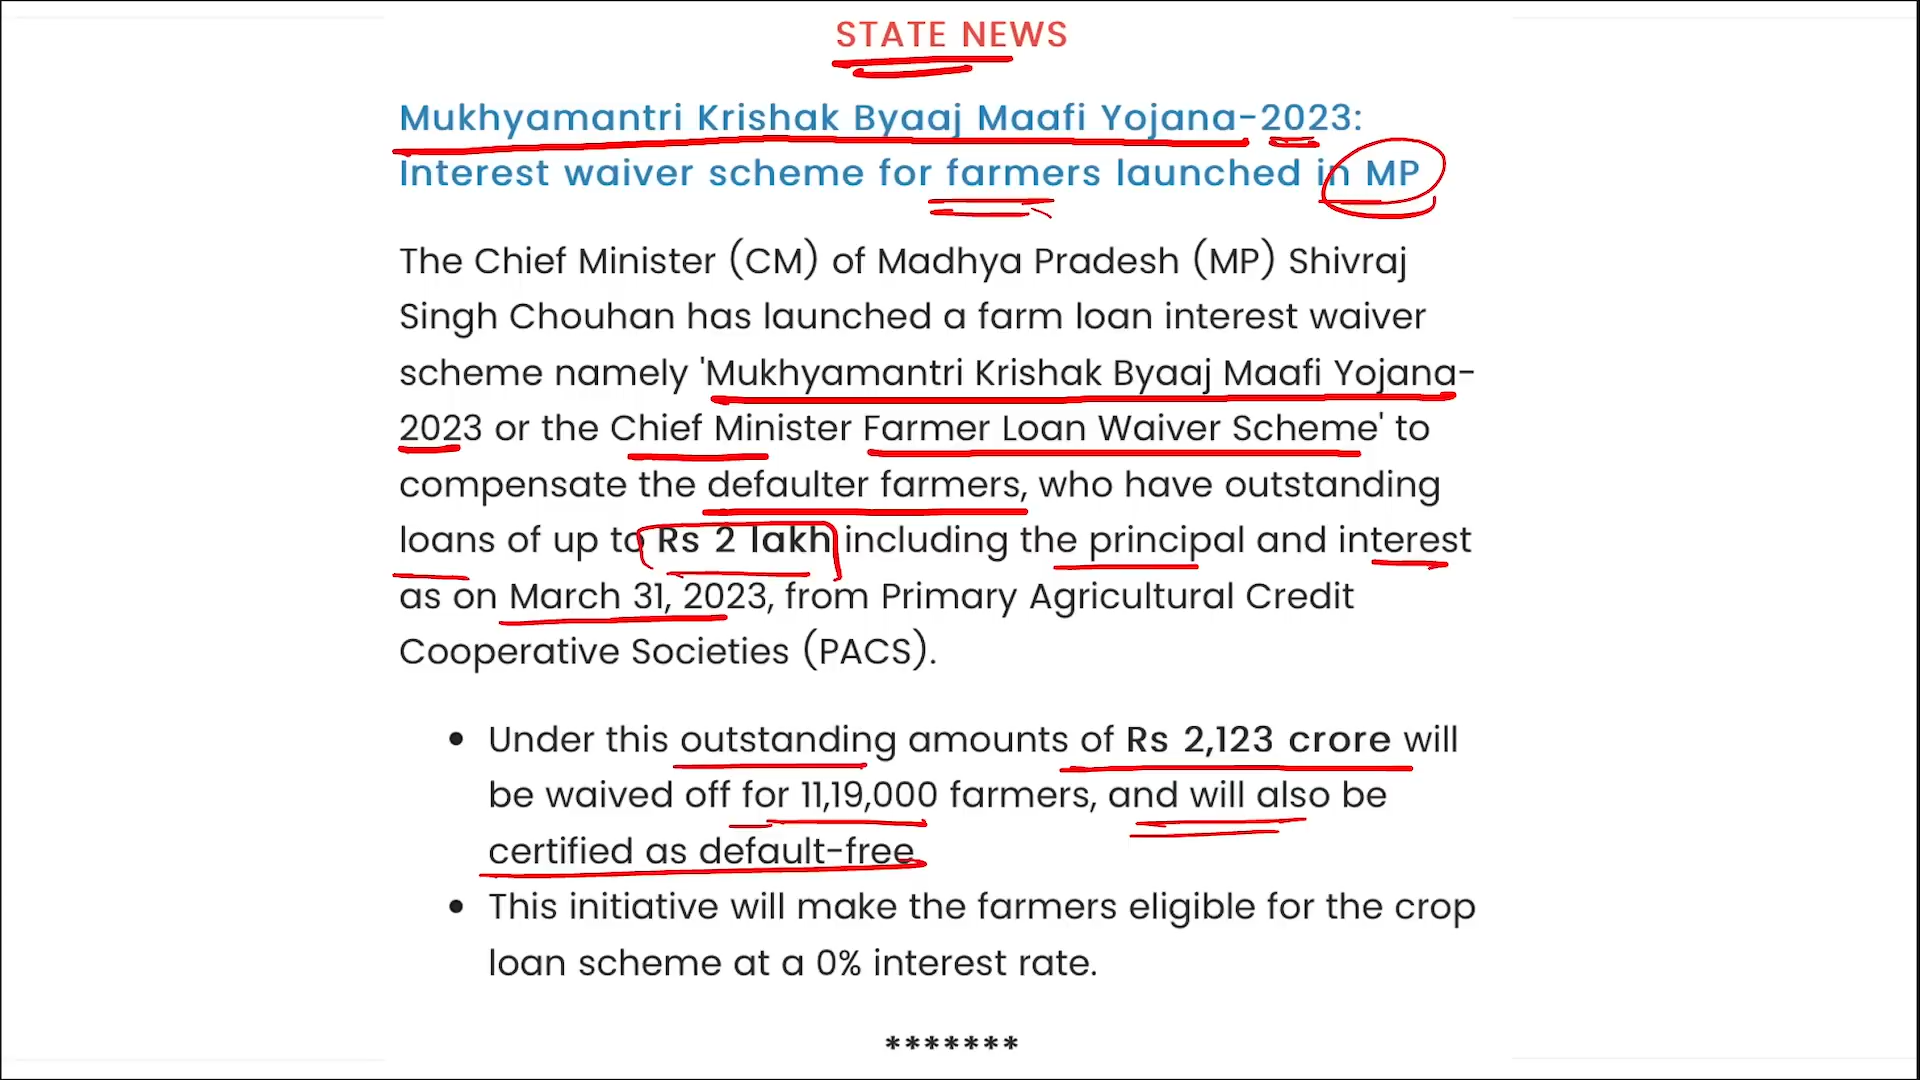 STATE NEWS
Mukhyamantri Krishak Byaaj Maafi Yojana-2023:
Interest waiver scheme for farmers launched in MP
The Chief Minister (CM) of Madhya Pradesh (MP) Shivraj
Singh Chouhan has launched a farm loan interest waiver
scheme namely 'Mukhyamantri Krishak Byaaj Maafi Yojana-
2023 or the Chief Minister Farmer Loan Waiver Scheme' to
compensate the defaulter farmers, who have outstanding
loans of up to Rs 2 lakh including the principal and interest
as on March 31, 2023, from Primary Agricultural Credit
Cooperative Societies (PACS).
• Under this outstanding amounts of Rs 2,123 crore will
be waived off for 11,19,000 farmers, and will also be
certified as default-free
• This initiative will make the farmers eligible for the crop
loan scheme at a 0% interest rate.
*******